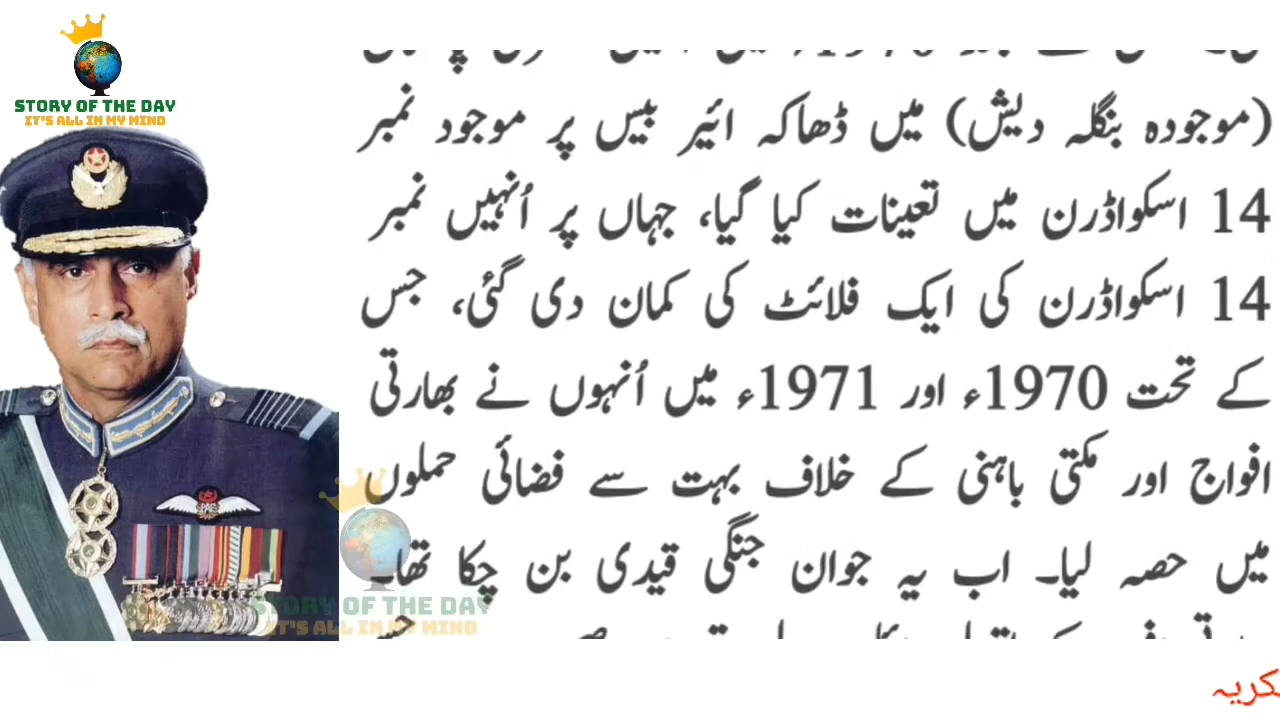 STORY OF THE DAY
IT'S ALL IN MY MIND
(موجودہ بنگلہ دیش) میں ڈھاکہ ائیر بیس پر موجود نمبر
14 اسکواڈرن میں تعینات کیا گیا، جہاں پر اُنہیں نمبر
14 اسکواڈرن کی ایک فلائٹ کی کمان دی گئی، جس
کے تحت 1970ء اور 1971ء میں اُنہوں نے بھارتی
افواج اور مکتی باہنی کے خلاف بہت سے فضائی حملوں
میں حصہ لیا۔ اب یہ جوان جنگی قیدی بن چکا تھا۔
STORY OF THE DAY
IT'S ALL IN MY MIND